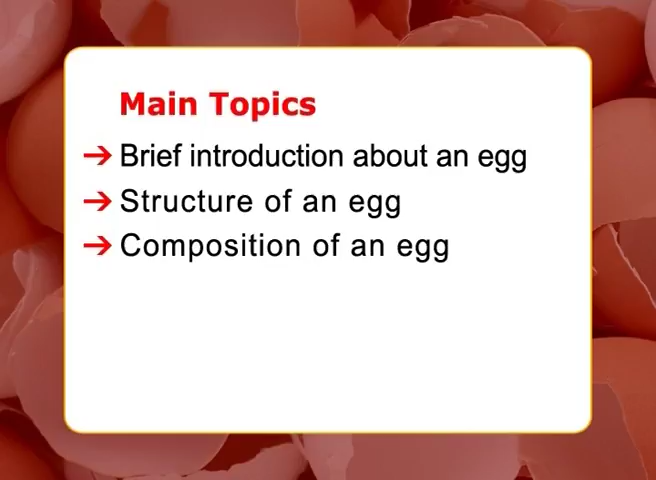 Main Topics
→ Brief introduction about an egg
→ Structure of an egg
→ Composition of an egg